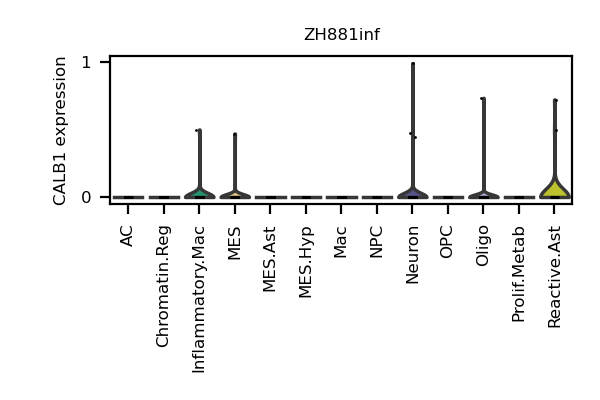 ZH881inf
CALB1 expression
1
0
AC
Chromatin.Reg
Inflammatory.Mac
MES
MES.Ast
MES.Hyp
Mac
NPC
Neuron
OPC
Oligo
Prolif.Metab
Reactive.Ast